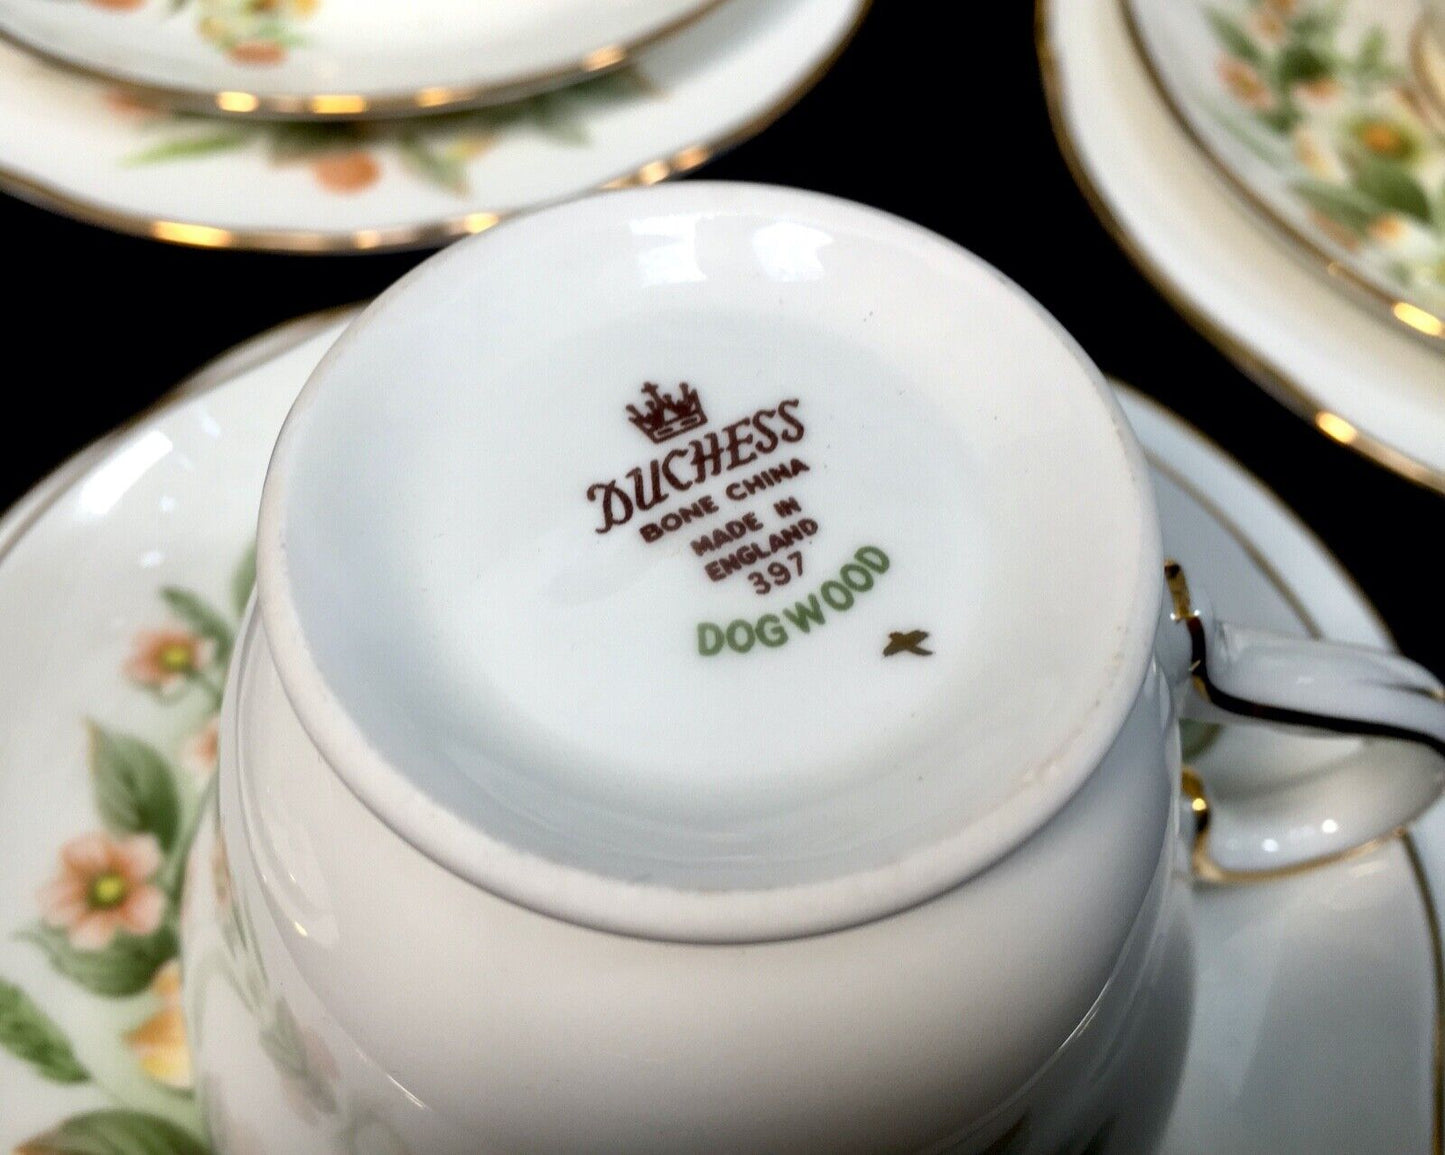 DUCHESS
BONE CHINA
MADE IN
ENGLAND
397
DOGWOOD